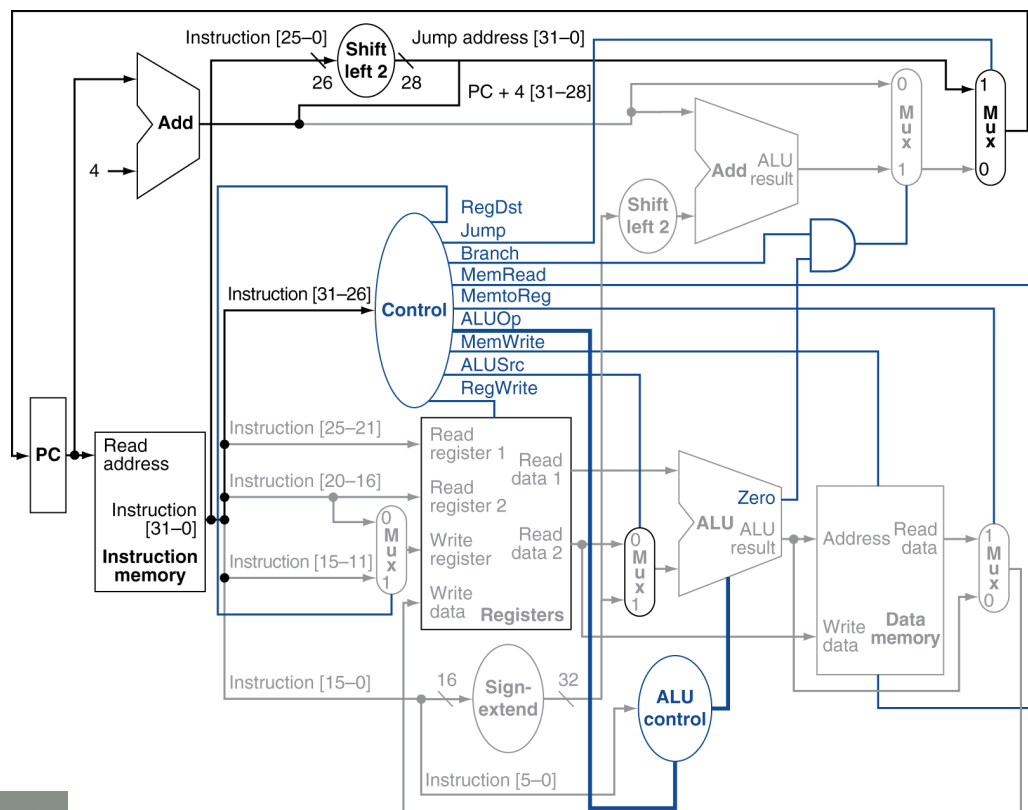 Instruction [25–0]
Shift
left 2
Jump address [31–0]
26
28
PC + 4 [31–28]
Add
4
0
M
u
x
1
1
M
u
x
0
Add
ALU
result
Shift
left 2
RegDst
Jump
Branch
MemRead
MemtoReg
ALUOp
MemWrite
ALUSrc
RegWrite
Instruction [31–26]
Control
PC
Read
address
Instruction
[31–0]
Instruction
memory
Instruction [25–21]
Instruction [20–16]
Instruction [15–11]
0
M
u
x
1
Read
register 1
Read
register 2
Write
register
Write
data
Read
data 1
Read
data 2
Registers
0
M
u
x
1
Zero
ALU
ALU
result
Address
Read
data
Write
data
Data
memory
1
M
u
x
0
Instruction [15–0]
16
Sign-
extend
32
ALU
control
Instruction [5–0]